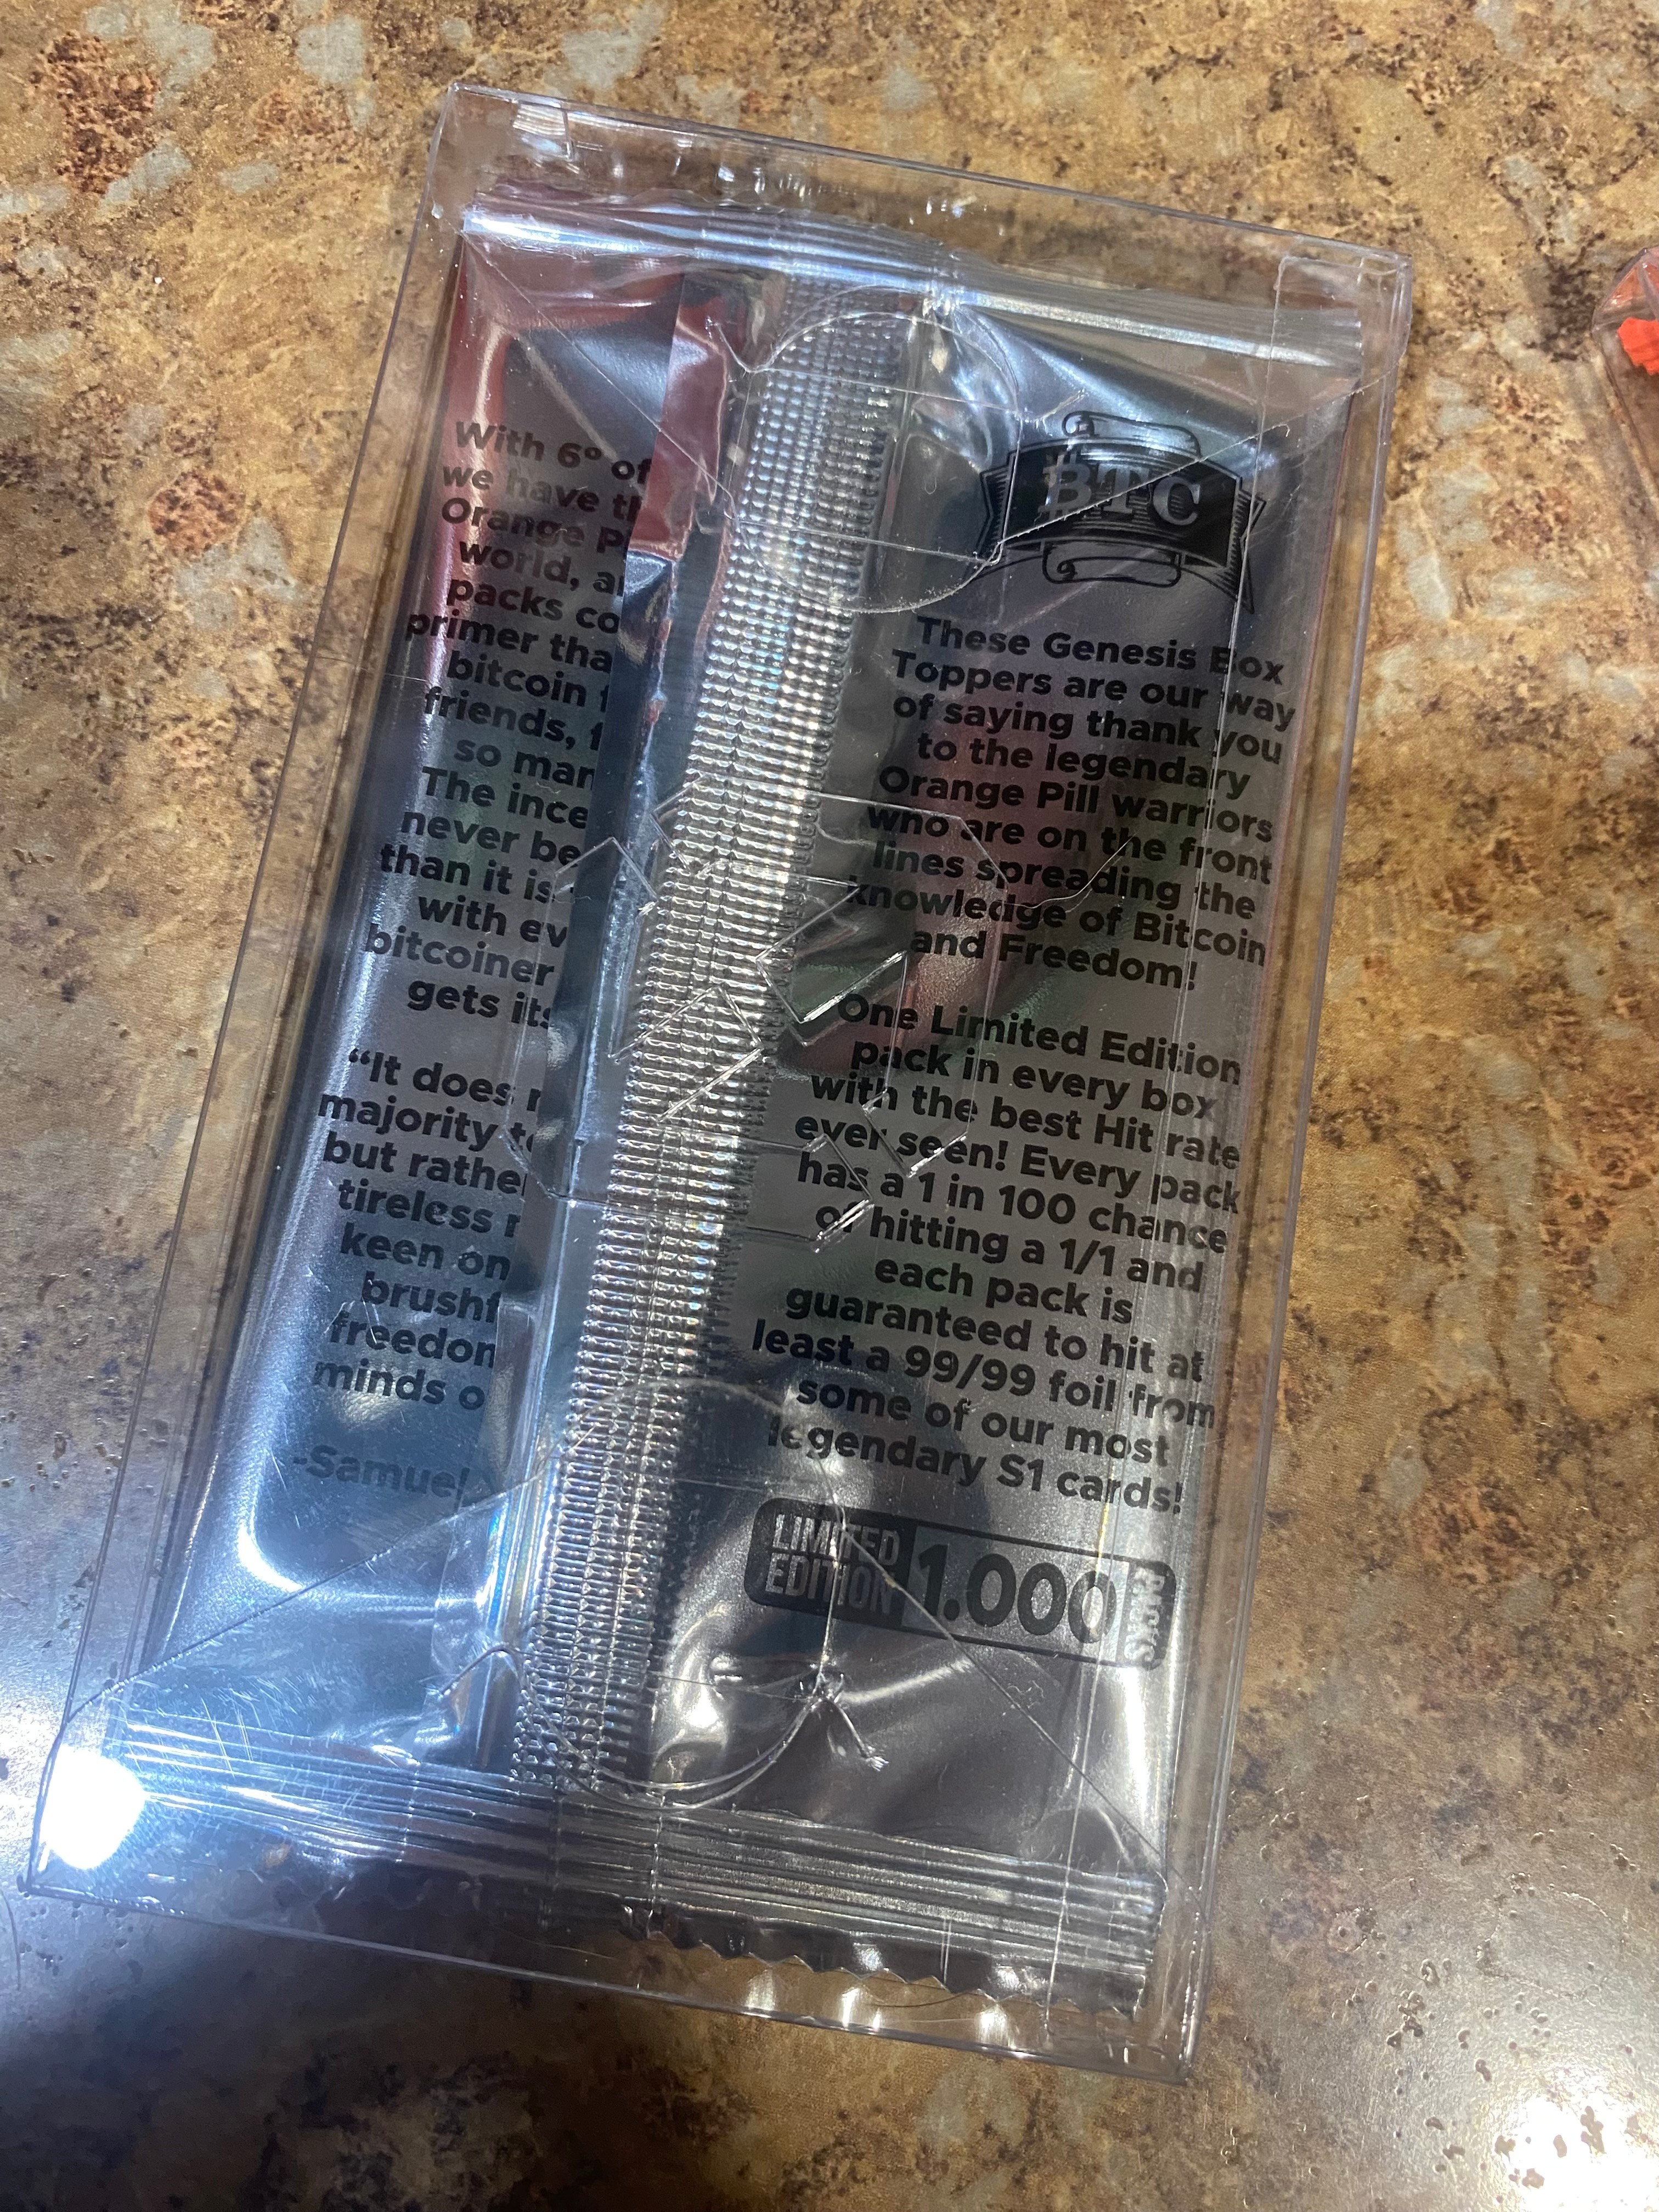 With 6º of
we have th
Orange P
world, a
packs co
primer tha
bitcoin
friends,
so man
The ince
never be
than it is
with ev
bitcoiner
gets its
“It does
majority t
but rathe
tireless
keen on
brushf
freedom
minds o
-Samuel
BTC
These Genesis Box
Toppers are our way
of saying thank you
to the legendary
Orange Pill warriors
who are on the front
lines spreading the
knowledge of Bitcoin
and Freedom!
One Limited Edition
pack in every box
with the best Hit rate
ever seen! Every pack
has a 1 in 100 chance
of hitting a 1/1 and
each pack is
guaranteed to hit at
least a 99/99 foil from
some of our most
legendary S1 cards!
LIMITED
EDITION
1.000
PACKS